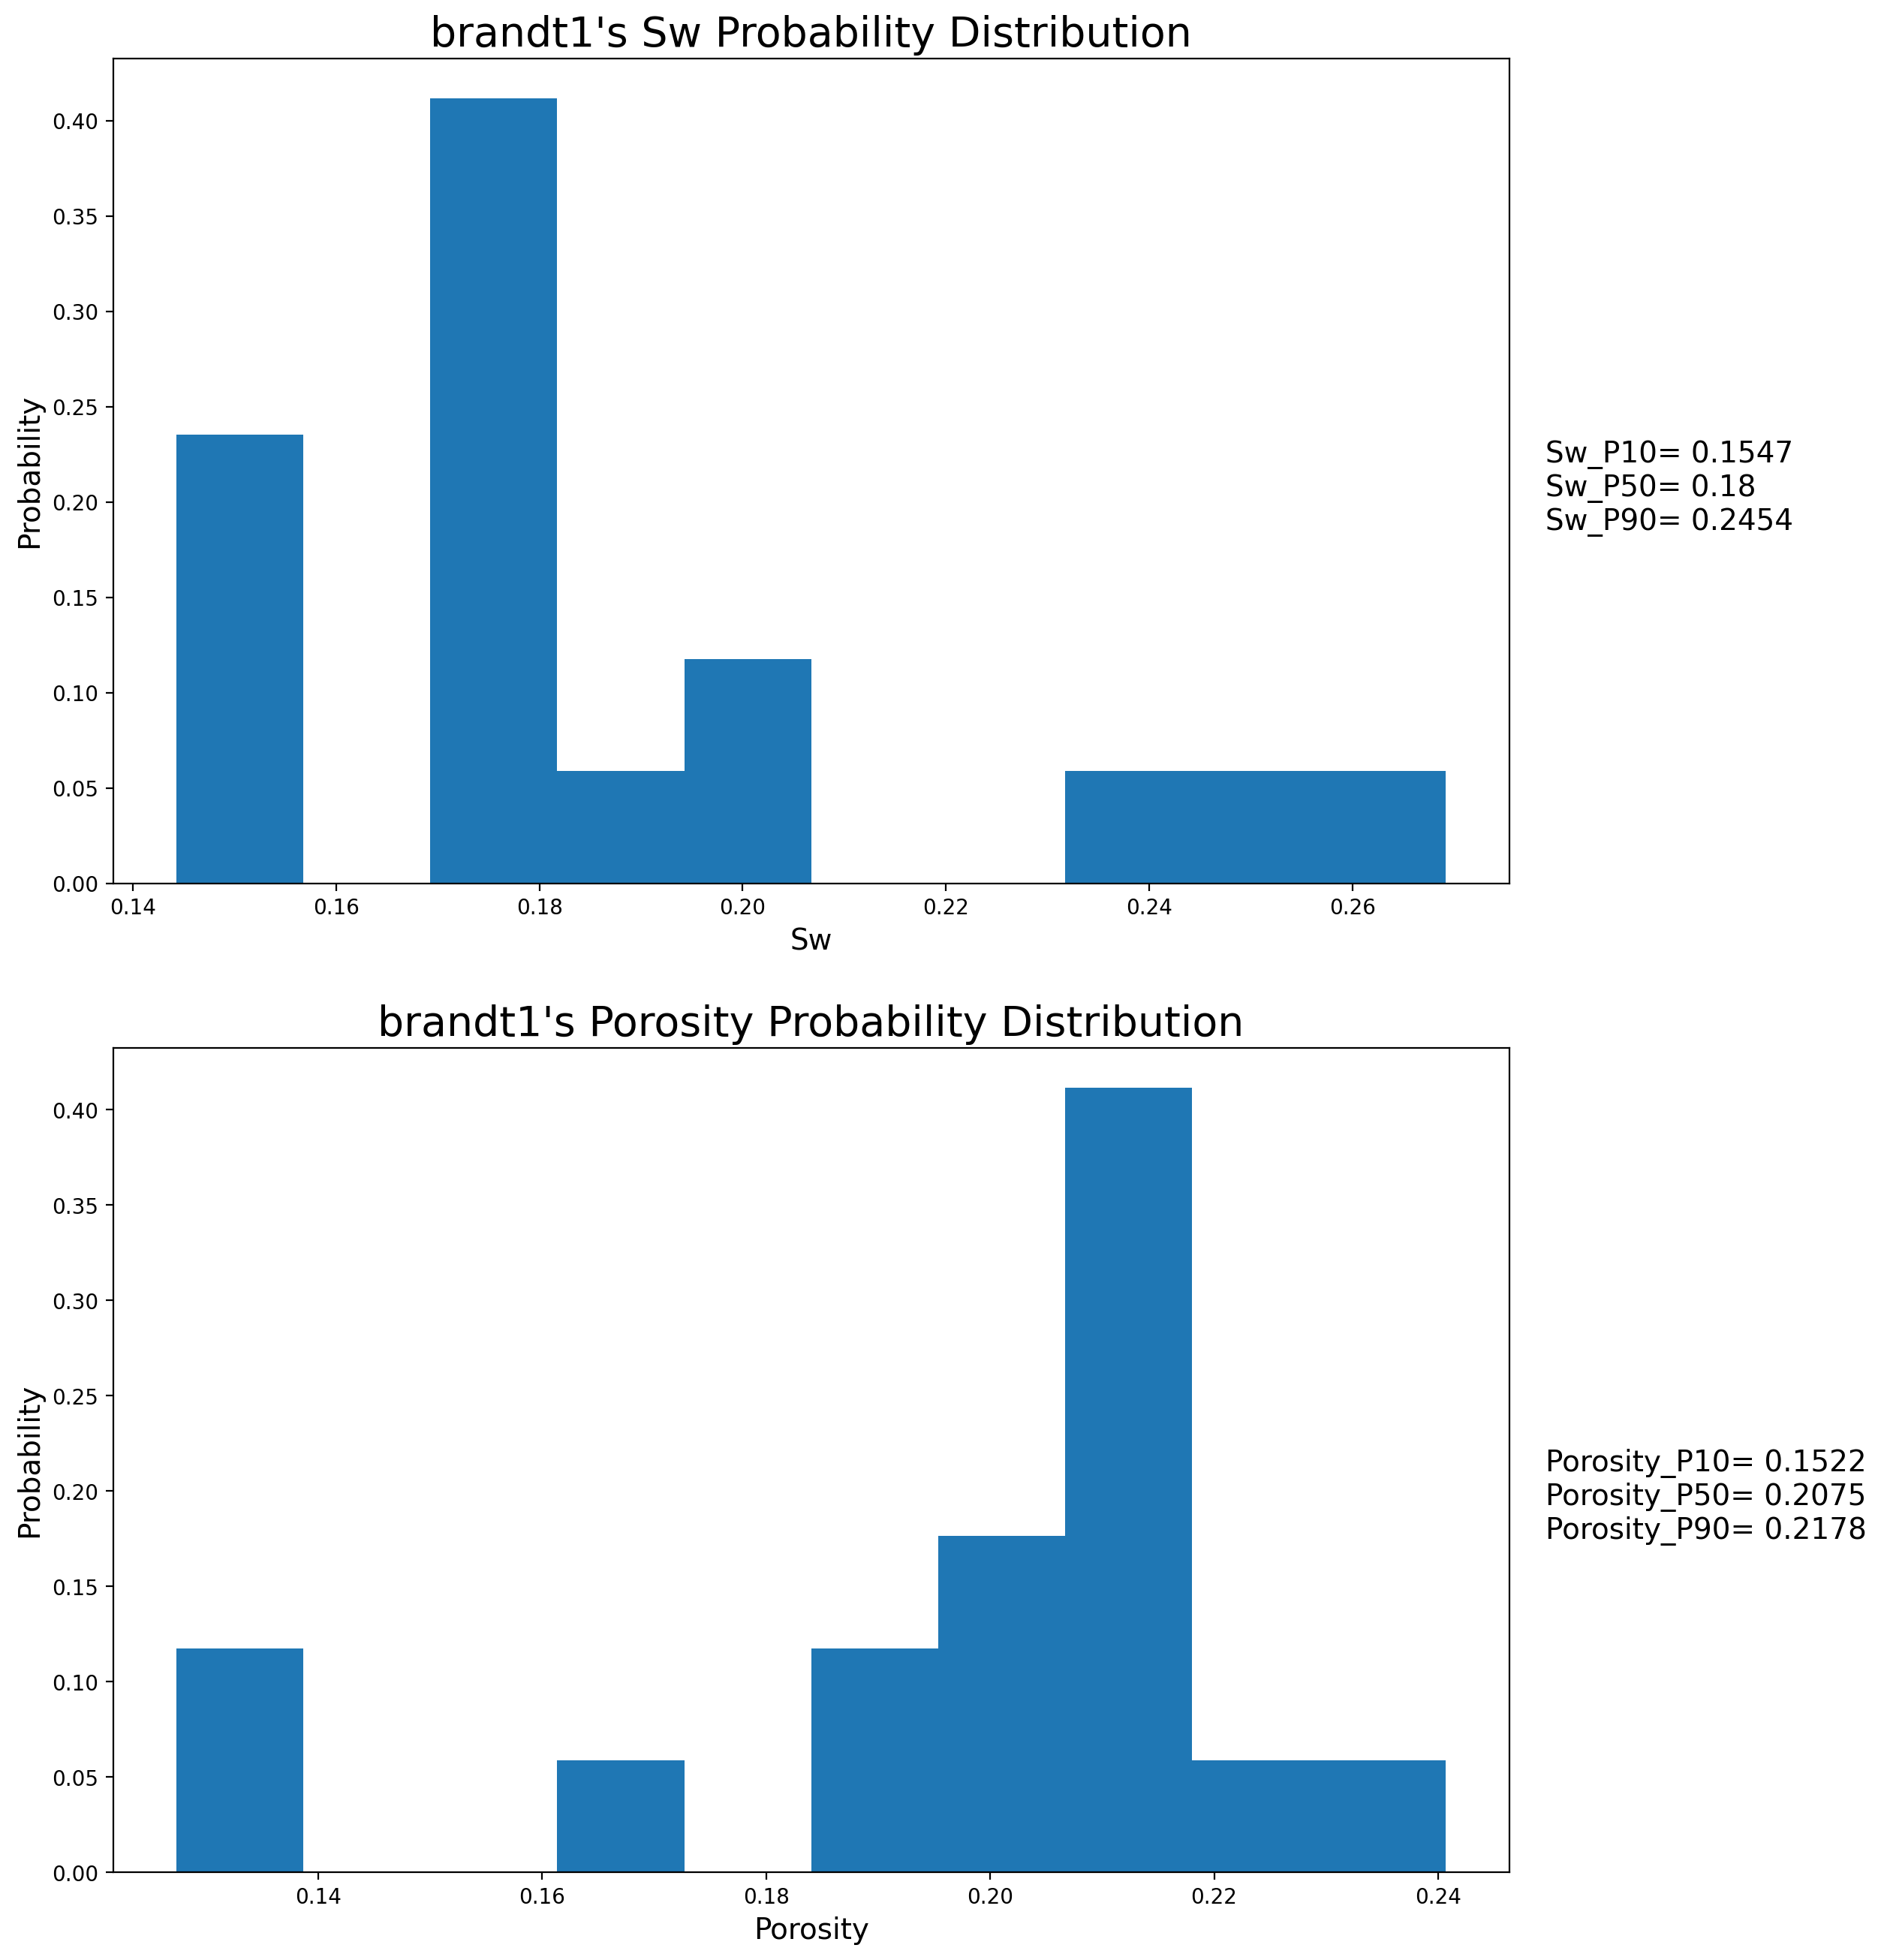 brandt1's Sw Probability Distribution
0.40
0.35
0.30
0.25
0.20
0.15
0.10
0.05
0.00
Probability
0.14 0.16 0.18 0.20 0.22 0.24 0.26
Sw
Sw_P10= 0.1547
Sw_P50= 0.18
Sw_P90= 0.2454
brandt1's Porosity Probability Distribution
0.40
0.35
0.30
0.25
0.20
0.15
0.10
0.05
0.00
Probability
0.14 0.16 0.18 0.20 0.22 0.24
Porosity
Porosity_P10= 0.1522
Porosity_P50= 0.2075
Porosity_P90= 0.2178